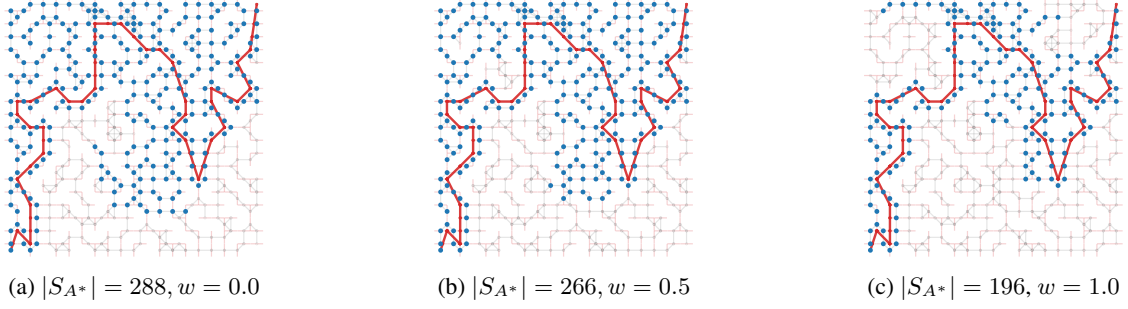 (a) |S_{A*}| = 288, w = 0.0
(b) |S_{A*}| = 266, w = 0.5
(c) |S_{A*}| = 196, w = 1.0